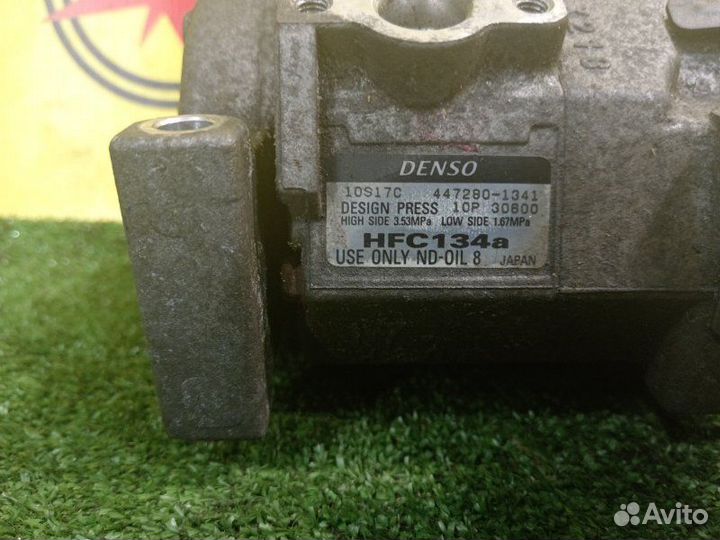 DENSO
10S17C 447280-1341
DESIGN PRESS 10P 30800
HIGH SIDE 3.53MPa LOW SIDE 1.67MPa
HFC134a
USE ONLY ND-OIL 8 JAPAN
Avito